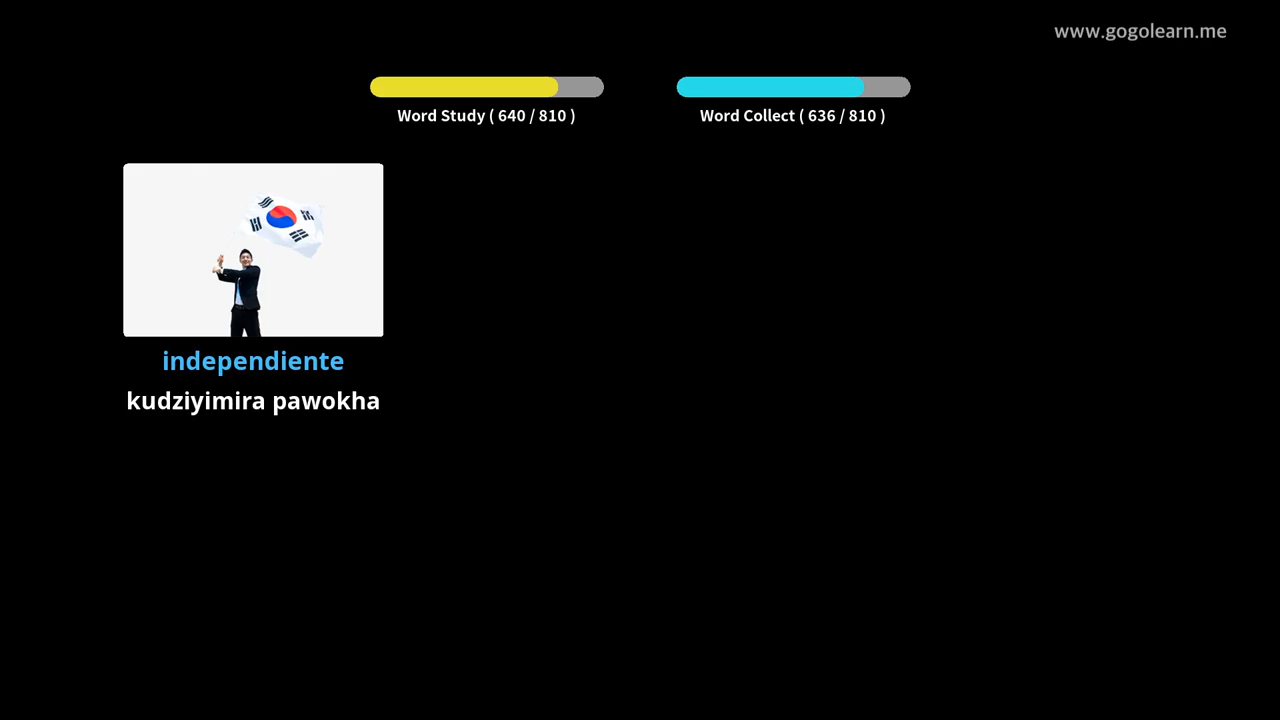 www.gogolearn.me
Word Study ( 640 / 810 )
Word Collect ( 636 / 810 )
independiente
kudziyimira pawokha